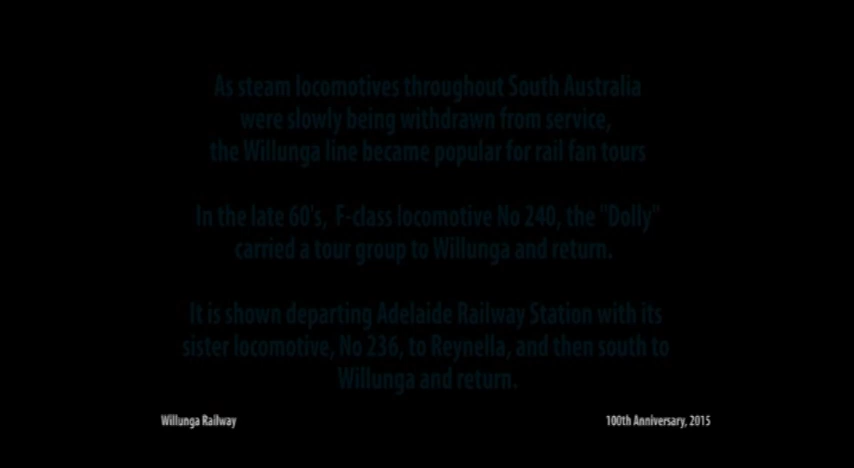 As steam locomotives throughout South Australia
were slowly being withdrawn from service,
the Willunga line became popular for rail fan tours
In the late 60's, F-class locomotive No 240, the "Dolly"
carried a tour group to Willunga and return.
It is shown departing Adelaide Railway Station with its
sister locomotive, No 236, to Reynella, and then south to
Willunga and return.
Willunga Railway
100th Anniversary, 2015